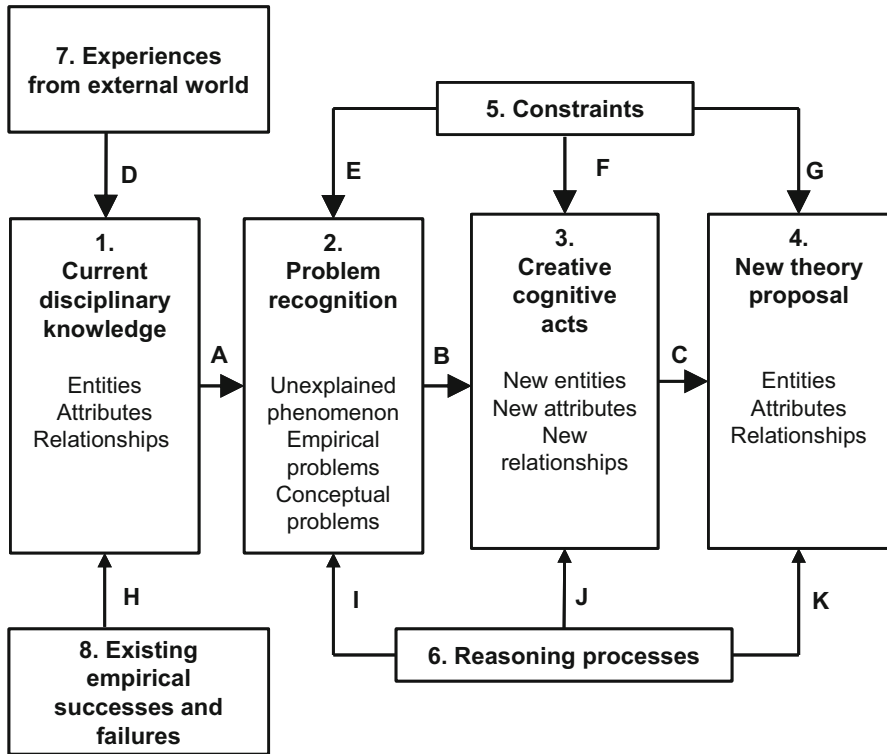 7. Experiences
from external world
5. Constraints
D
E
F
G
1.
Current
disciplinary
knowledge
Entities
Attributes
Relationships
A
2.
Problem
recognition
Unexplained
phenomenon
Empirical
problems
Conceptual
problems
B
3.
Creative
cognitive
acts
New entities
New attributes
New
relationships
C
4.
New theory
proposal
Entities
Attributes
Relationships
H
I
J
K
8. Existing
empirical
successes and
failures
6. Reasoning processes